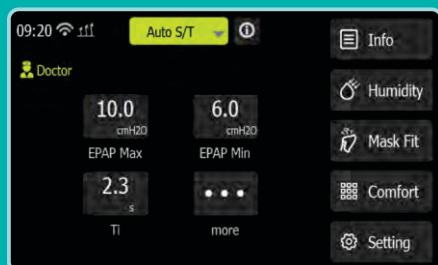 09:20
Auto S/T
Doctor
10.0
cmH2O
EPAP Max
6.0
cmH2O
EPAP Min
2.3
s
Ti
more
Info
Humidity
Mask Fit
Comfort
Setting